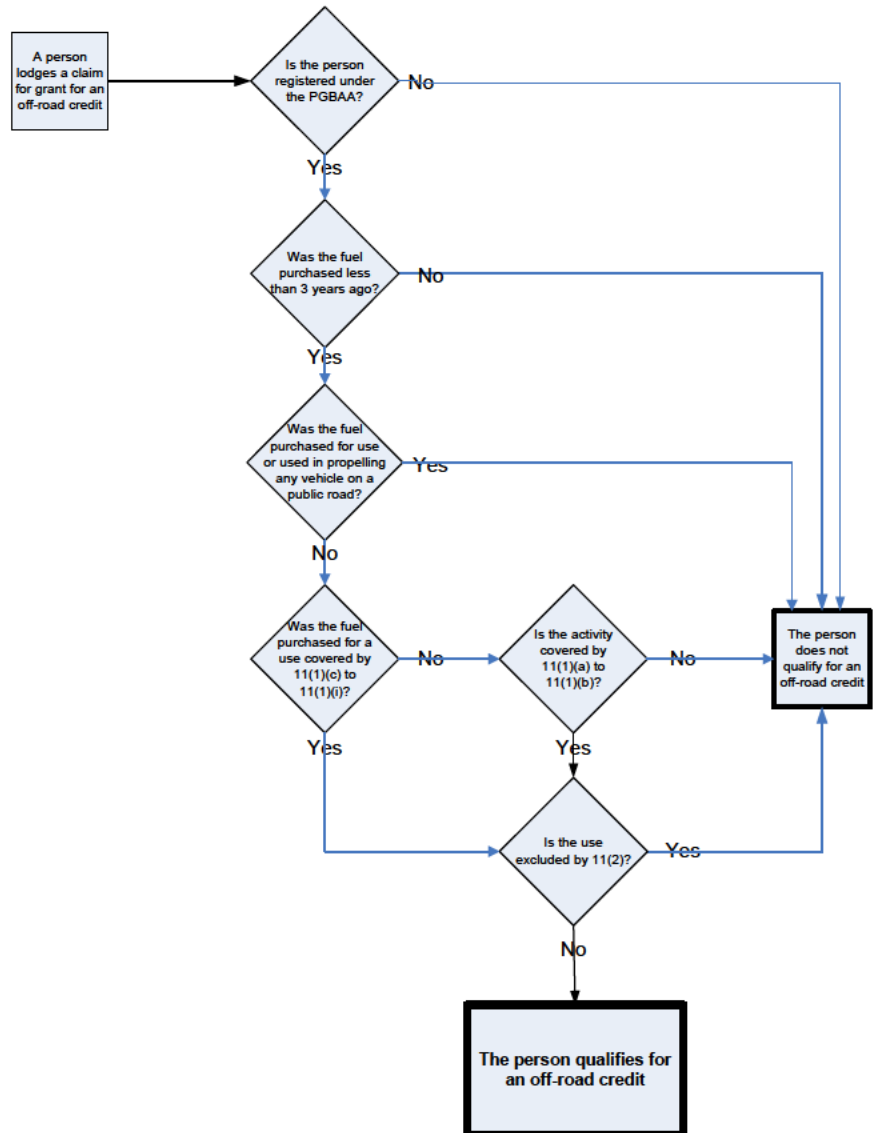 A person
lodges a claim
for grant for an
off-road credit
Is the person
registered under
the PGBAA?
No
Yes
Was the fuel
purchased less
than 3 years ago?
No
Yes
Was the fuel
purchased for use
or used in propelling
any vehicle on a
public road?
Yes
No
Was the fuel
purchased for a
use covered by
11(1)(c) to
11(1)(i)?
No
Yes
Is the activity
covered by
11(1)(a) to
11(1)(b)?
No
Yes
The person
does not
qualify for an
off-road credit
Is the use
excluded by 11(2)?
Yes
No
The person qualifies for
an off-road credit